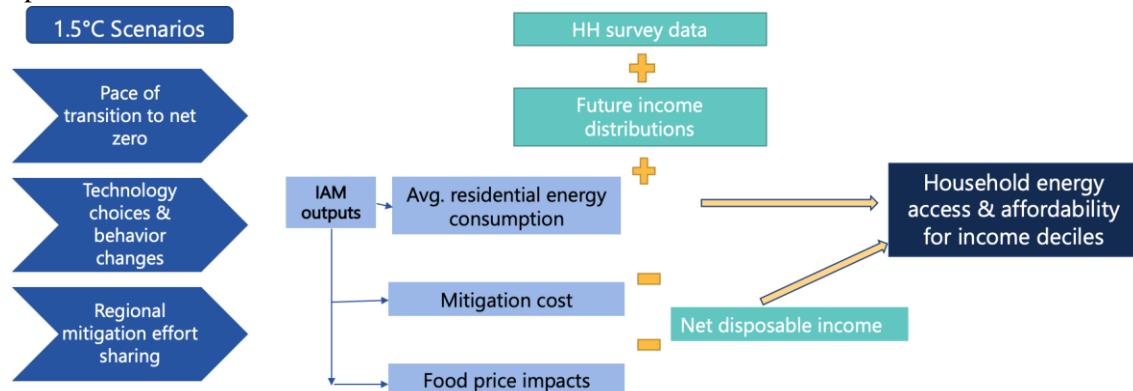 1.5°C Scenarios
Pace of
transition to net
zero
Technology
choices &
behavior
changes
Regional
mitigation effort
sharing
HH survey data
Future income
distributions
IAM
outputs
Avg. residential energy
consumption
Mitigation cost
Food price impacts
Net disposable income
Household energy
access & affordability
for income deciles